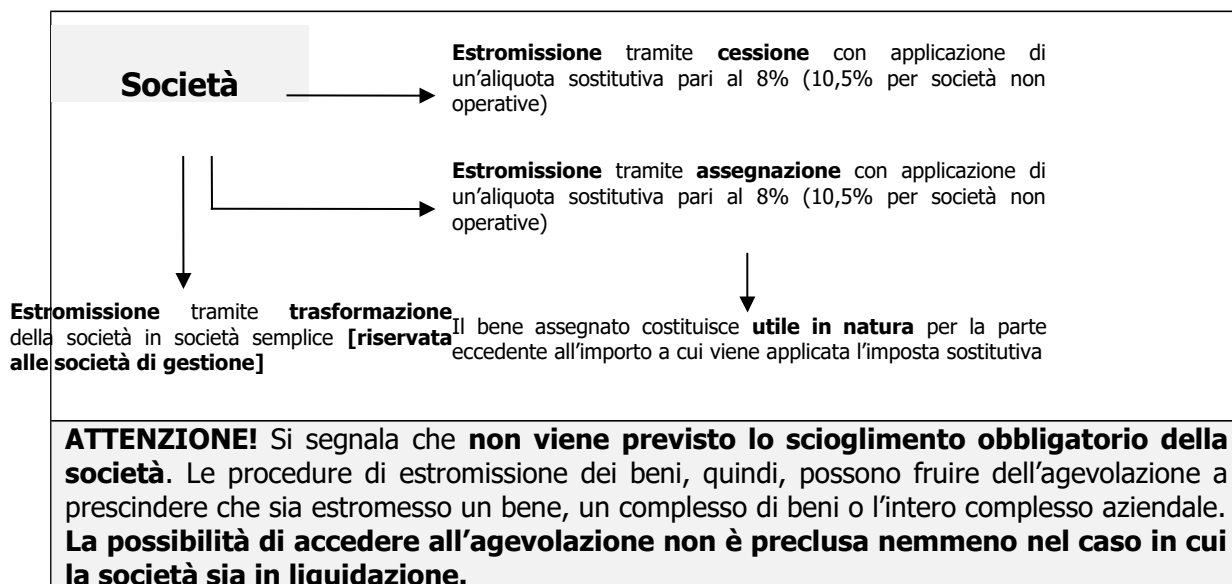 Società
Estromissione tramite cessione con applicazione di
un'aliquota sostitutiva pari al 8% (10,5% per società non
operative)
Estromissione tramite assegnazione con applicazione di
un'aliquota sostitutiva pari al 8% (10,5% per società non
operative)
Estromissione tramite trasformazione
della società in società semplice [riservata
alle società di gestione]
Il bene assegnato costituisce utile in natura per la parte
eccedente all'importo a cui viene applicata l'imposta sostitutiva
ATTENZIONE! Si segnala che non viene previsto lo scioglimento obbligatorio della
società. Le procedure di estromissione dei beni, quindi, possono fruire dell'agevolazione a
prescindere che sia estromesso un bene, un complesso di beni o l'intero complesso aziendale.
La possibilità di accedere all'agevolazione non è preclusa nemmeno nel caso in cui
la società sia in liquidazione.